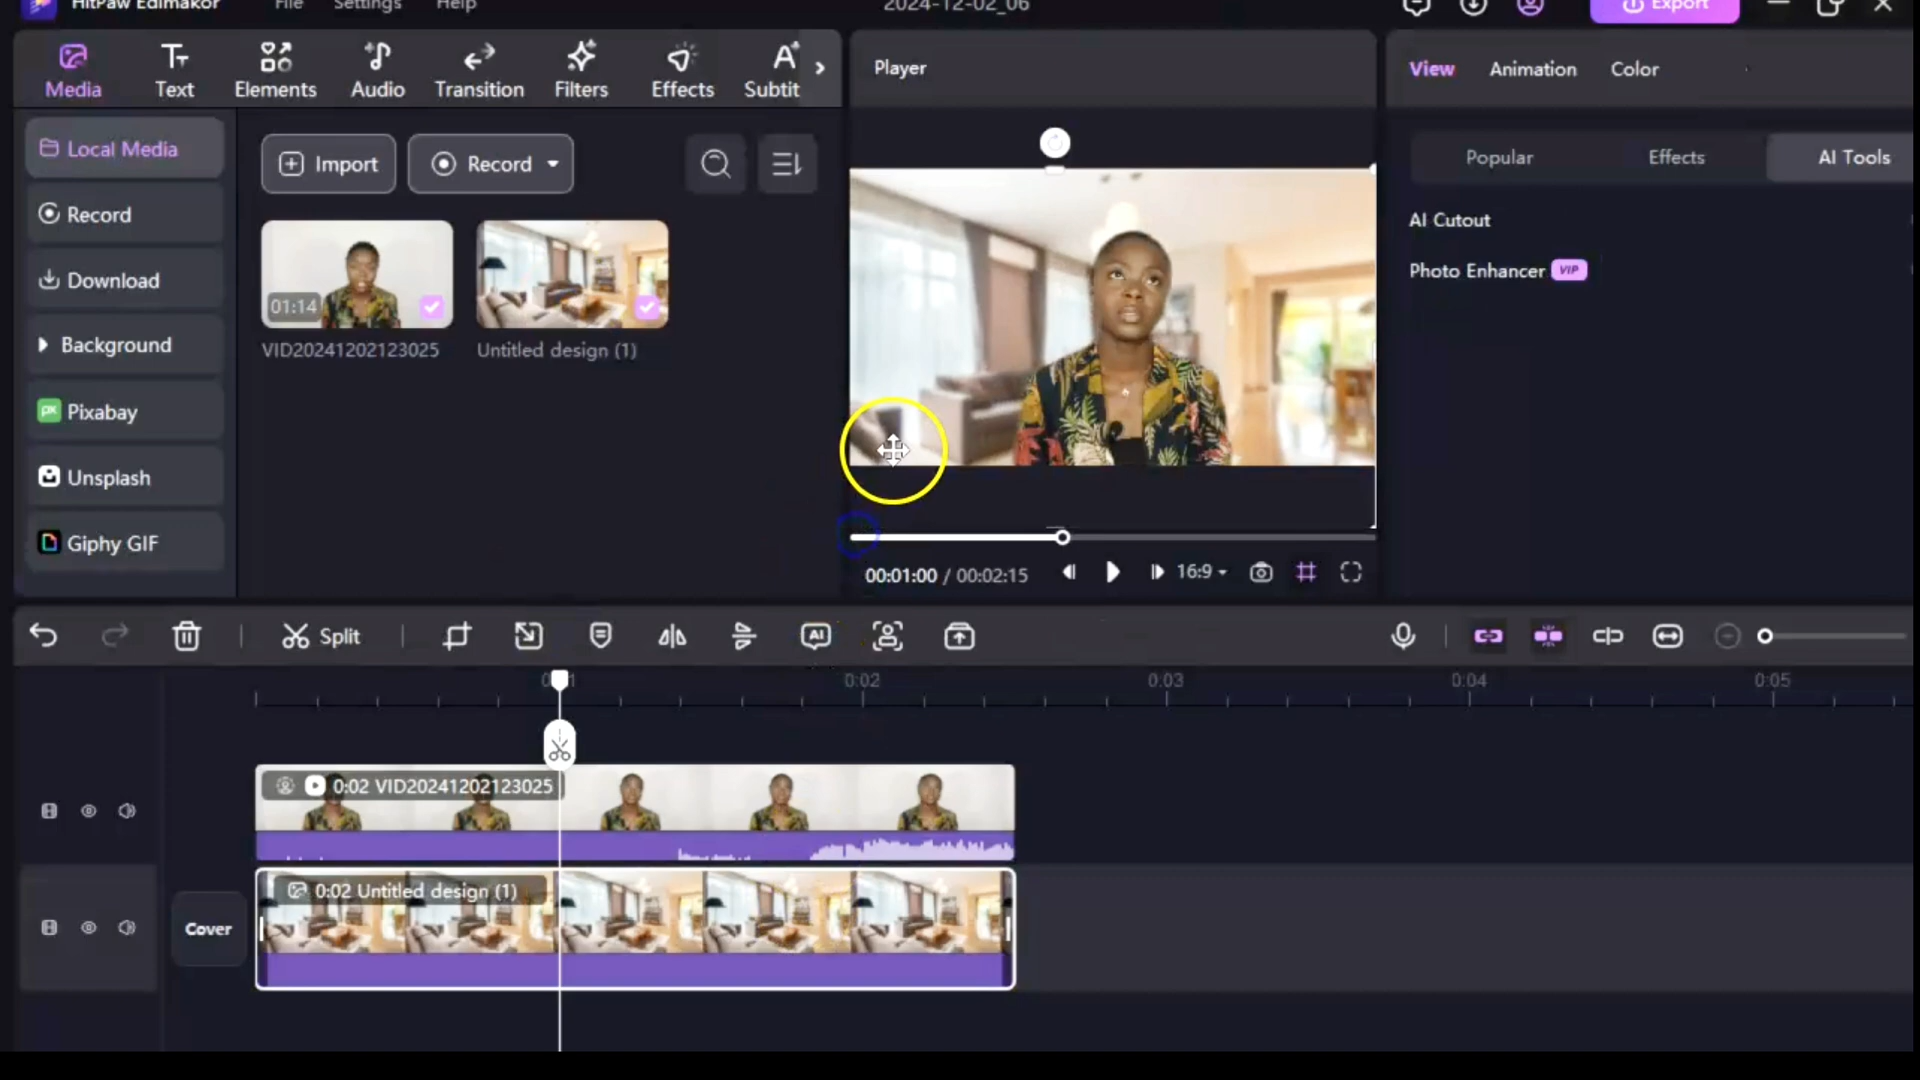 HitPaw Edimakor
File
Settings
Help
2024-12-02_06
Export
Media
Text
Elements
Audio
Transition
Filters
Effects
Subtit
Player
View
Animation
Color
Local Media
Import
Record
Popular
Effects
AI Tools
Record
AI Cutout
Download
01:14
Photo Enhancer VIP
Background
VID20241202123025
Untitled design (1)
Pixabay
Unsplash
Giphy GIF
00:01:00 / 00:02:15
16:9
Split
AI
0:02
0:03
0:04
0:05
0:02 VID20241202123025
0:02 Untitled design (1)
Cover